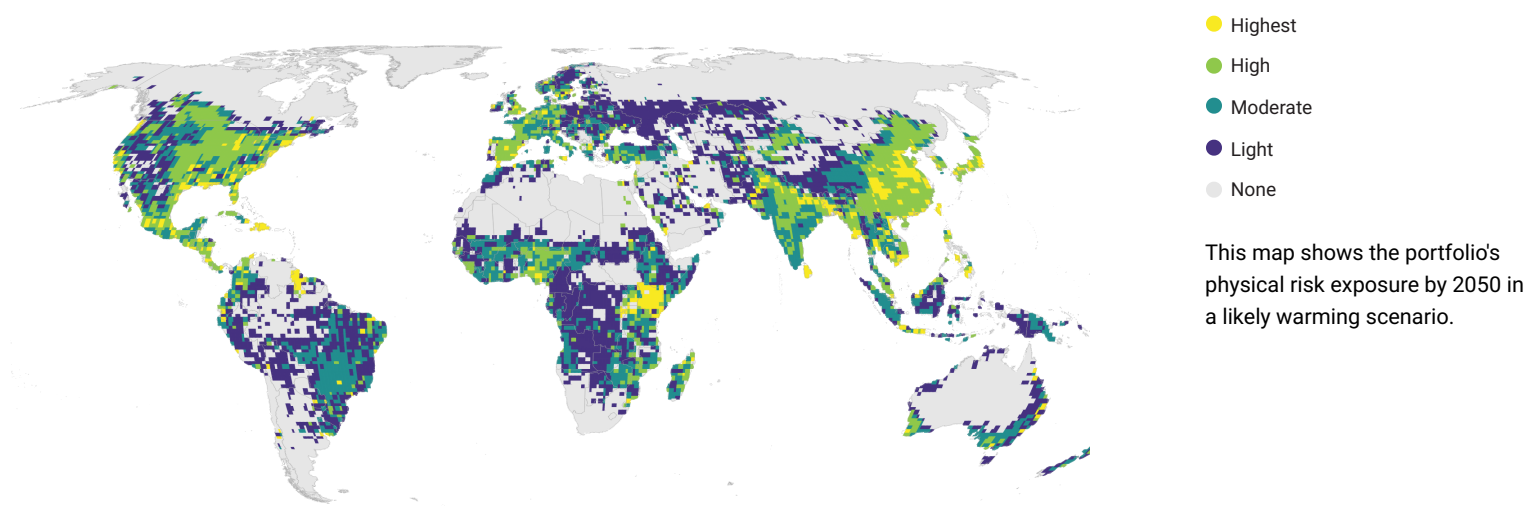 Highest
High
Moderate
Light
None
This map shows the portfolio's
physical risk exposure by 2050 in
a likely warming scenario.